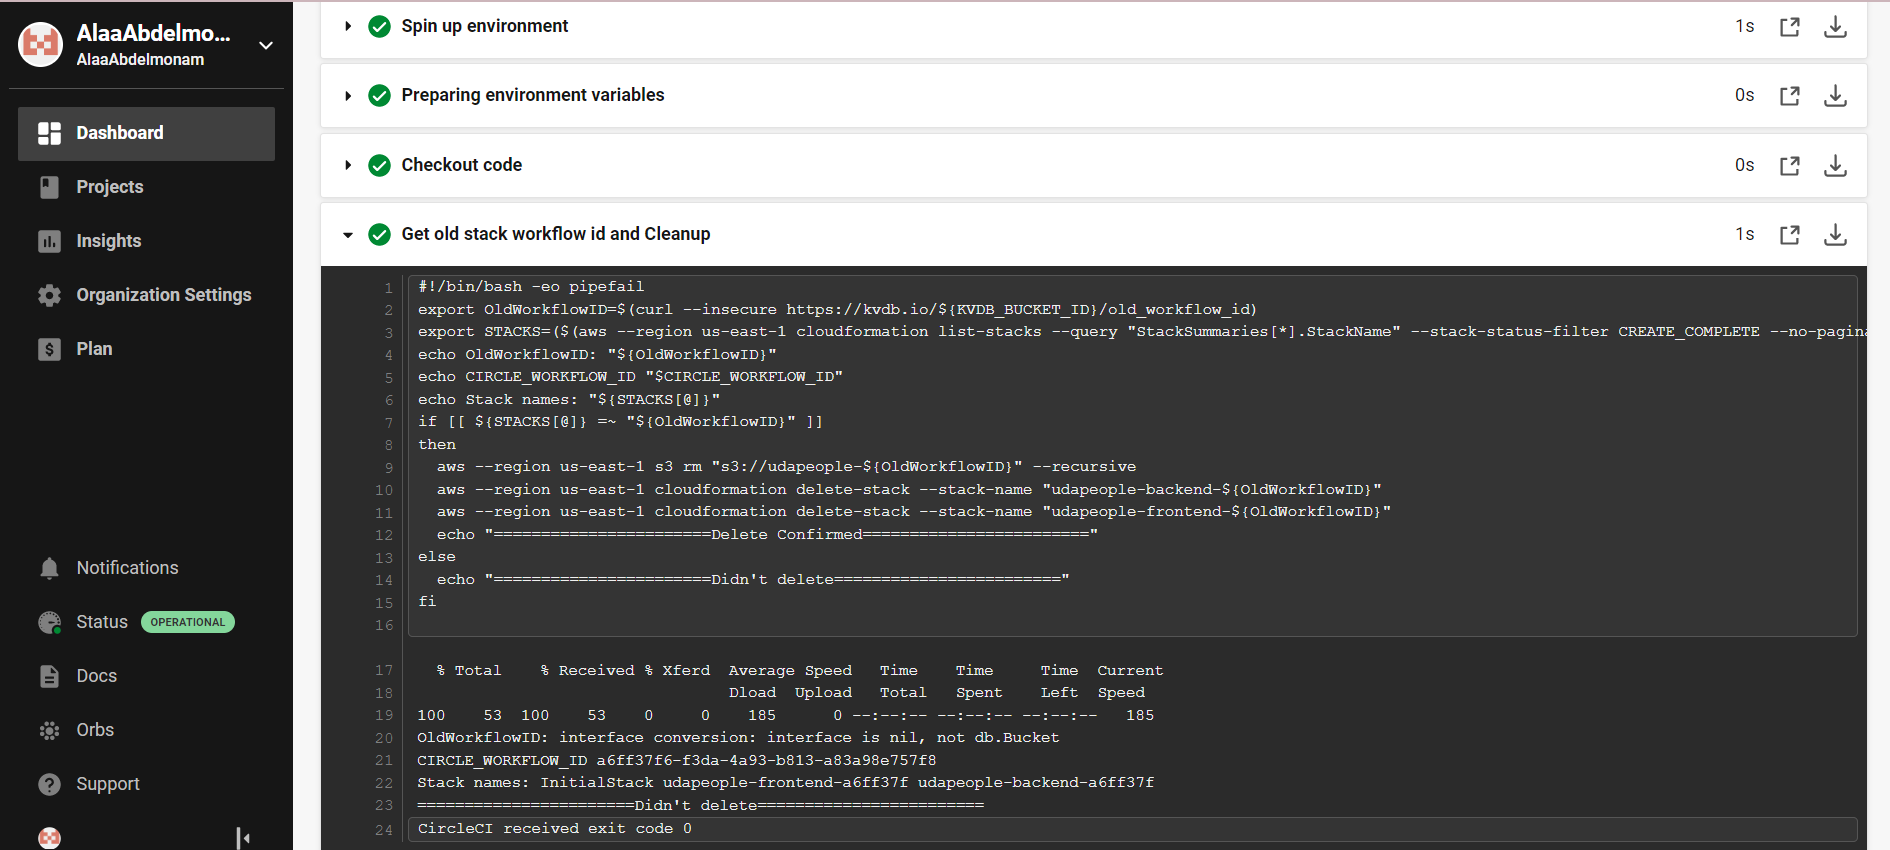 AlaaAbdelmo...
AlaaAbdelmonam
Dashboard
Projects
Insights
Organization Settings
Plan
Notifications
Status OPERATIONAL
Docs
Orbs
Support
Spin up environment 1s
Preparing environment variables 0s
Checkout code 0s
Get old stack workflow id and Cleanup 1s
1 #!/bin/bash -eo pipefail
2 export OldWorkflowID=$(curl --insecure https://kvdb.io/${KVDB_BUCKET_ID}/old_workflow_id)
3 export STACKS=($(aws --region us-east-1 cloudformation list-stacks --query "StackSummaries[*].StackName" --stack-status-filter CREATE_COMPLETE --no-pagina
4 echo OldWorkflowID: "${OldWorkflowID}"
5 echo CIRCLE_WORKFLOW_ID "$CIRCLE_WORKFLOW_ID"
6 echo Stack names: "${STACKS[@]}"
7 if [[ ${STACKS[@]} =~ "${OldWorkflowID}" ]]
8 then
9 aws --region us-east-1 s3 rm "s3://udapeople-${OldWorkflowID}" --recursive
10 aws --region us-east-1 cloudformation delete-stack --stack-name "udapeople-backend-${OldWorkflowID}"
11 aws --region us-east-1 cloudformation delete-stack --stack-name "udapeople-frontend-${OldWorkflowID}"
12 echo "=======================Delete Confirmed========================"
13 else
14 echo "=======================Didn't delete========================"
15 fi
16
17 % Total % Received % Xferd Average Speed Time Time Time Current
18 Dload Upload Total Spent Left Speed
19 100 53 100 53 0 0 185 0 --:--:-- --:--:-- --:--:-- 185
20 OldWorkflowID: interface conversion: interface is nil, not db.Bucket
21 CIRCLE_WORKFLOW_ID a6ff37f6-f3da-4a93-b813-a83a98e757f8
22 Stack names: InitialStack udapeople-frontend-a6ff37f udapeople-backend-a6ff37f
23 =======================Didn't delete========================
24 CircleCI received exit code 0